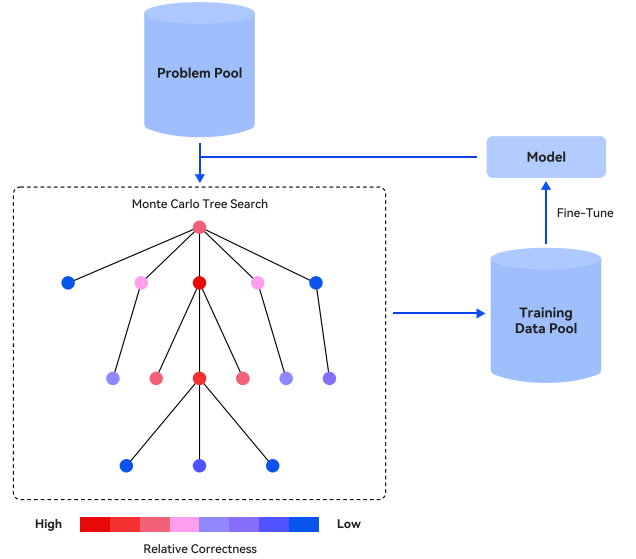 Problem Pool
Model
Monte Carlo Tree Search
Fine-Tune
Training
Data Pool
High
Low
Relative Correctness